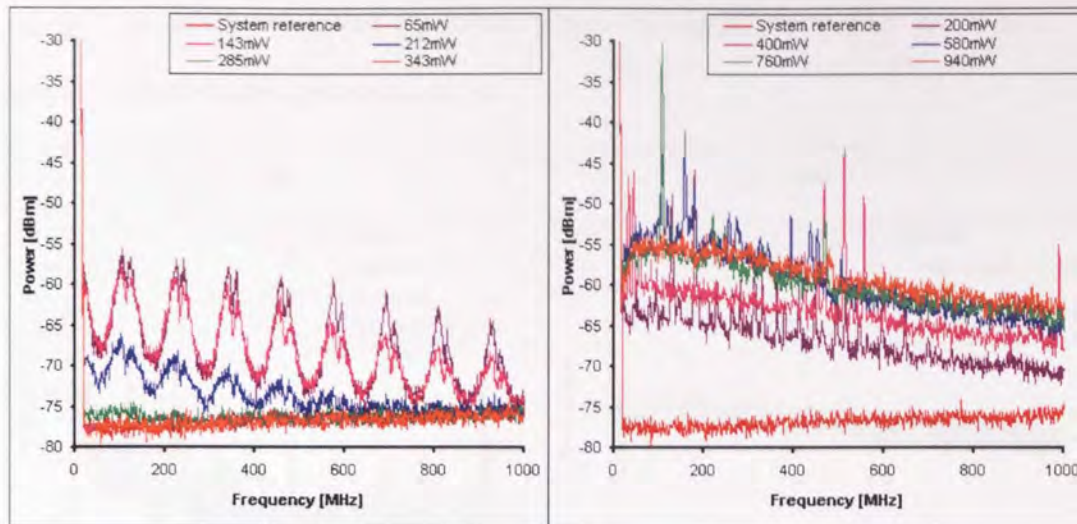 System reference 65mW
143mW 212mW
285mW 343mW
-30
-35
-40
-45
-50
-55
-60
-65
-70
-75
-80
Power [dBm]
0 200 400 600 800 1000
Frequency [MHz]
System reference 200mW
400mW 580mW
760mW 940mW
-30
-35
-40
-45
-50
-55
-60
-65
-70
-75
-80
Power [dBm]
0 200 400 600 800 1000
Frequency [MHz]